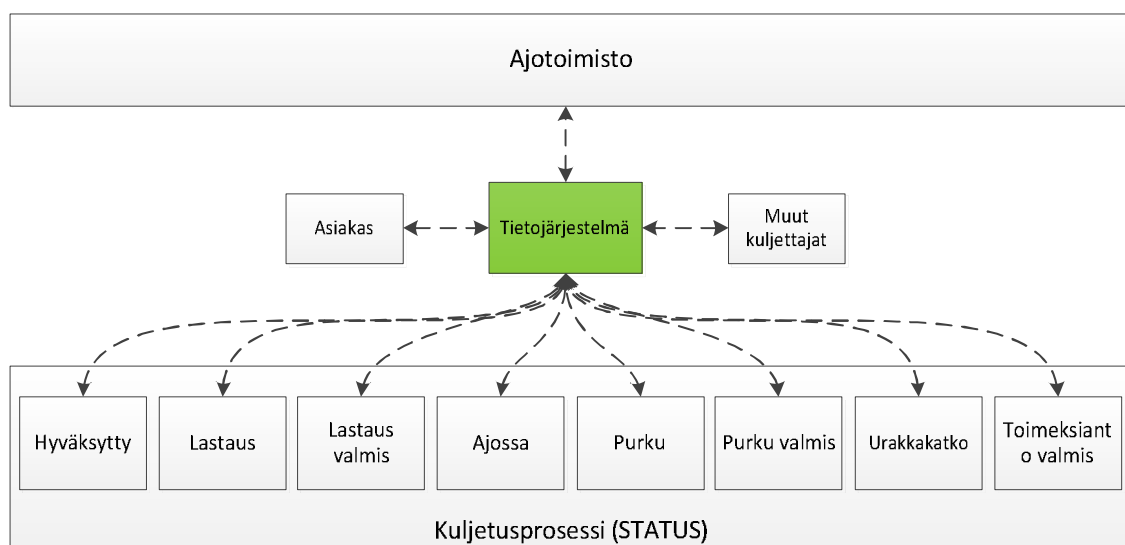 Ajotoimisto
Asiakas
Tietojärjestelmä
Muut
kuljettajat
Hyväksytty
Lastaus
Lastaus
valmis
Ajossa
Purku
Purku valmis
Urakkakatko
Toimeksiant
o valmis
Kuljetusprosessi (STATUS)